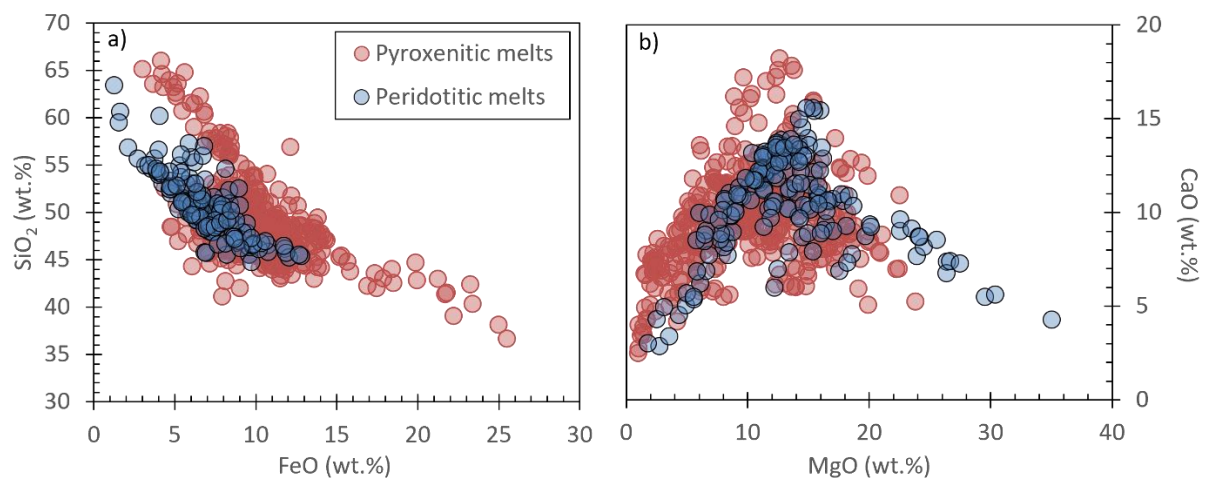 a)
Pyroxenitic melts
Peridotitic melts
SiO₂ (wt.%)
70
65
60
55
50
45
40
35
30
0 5 10 15 20 25 30
FeO (wt.%)
b)
20
15
10
5
0
CaO (wt.%)
0 10 20 30 40
MgO (wt.%)